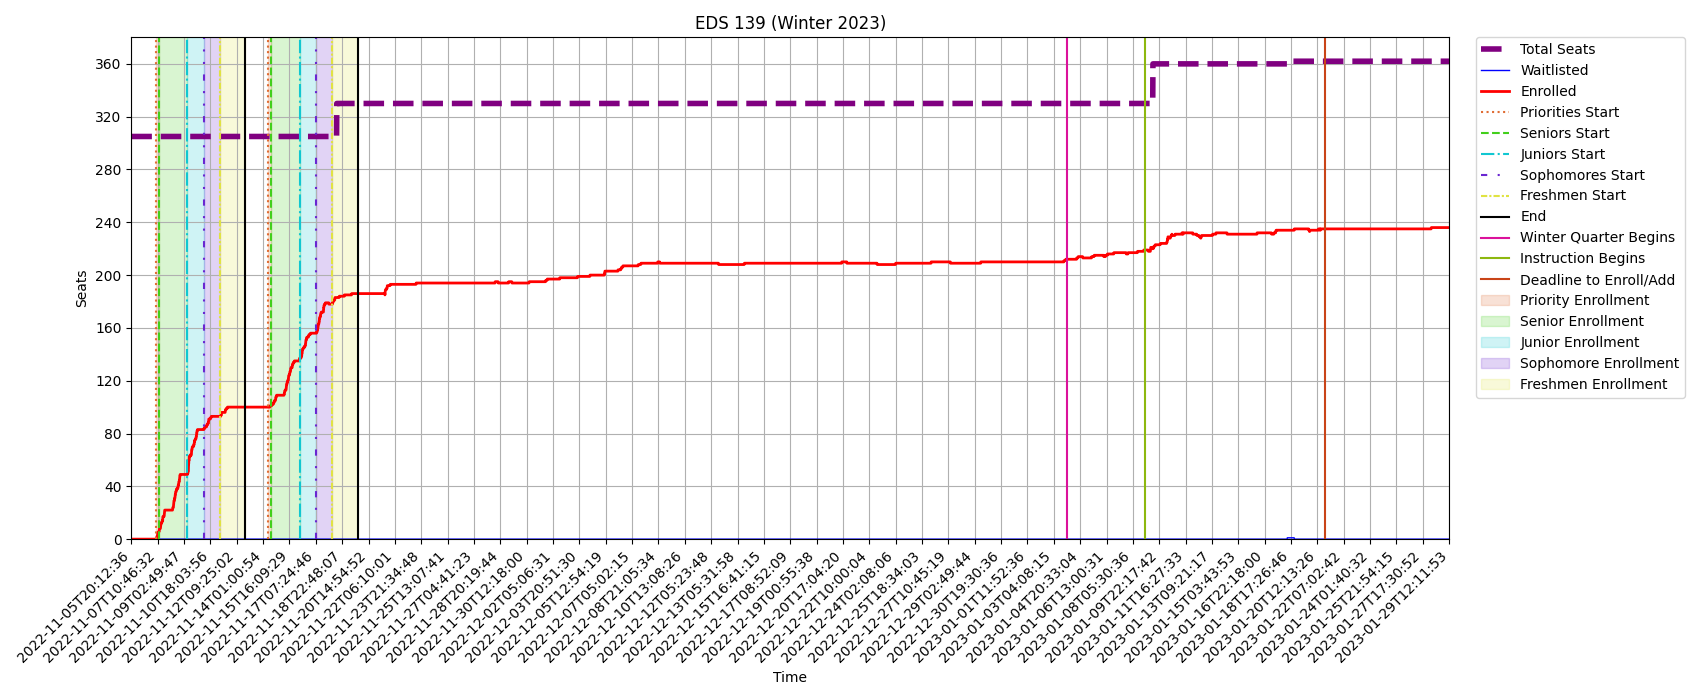 EDS 139 (Winter 2023)
Seats
360
320
280
240
200
160
120
80
40
0
2022-11-05T20:12:36
2022-11-07T10:46:32
2022-11-09T02:49:47
2022-11-10T18:03:56
2022-11-12T09:25:02
2022-11-14T01:00:54
2022-11-15T16:09:29
2022-11-17T07:24:46
2022-11-18T22:48:07
2022-11-20T14:54:52
2022-11-22T06:10:01
2022-11-23T21:34:48
2022-11-25T13:07:41
2022-11-27T04:41:23
2022-11-28T20:19:44
2022-11-30T12:18:00
2022-12-02T05:06:31
2022-12-03T20:51:30
2022-12-05T12:54:19
2022-12-07T05:02:15
2022-12-08T21:05:34
2022-12-10T13:08:26
2022-12-12T05:23:48
2022-12-13T05:31:58
2022-12-15T16:41:15
2022-12-17T08:52:09
2022-12-19T00:55:38
2022-12-20T17:04:20
2022-12-22T10:00:04
2022-12-24T02:08:06
2022-12-25T18:34:03
2022-12-27T10:45:19
2022-12-29T02:49:44
2022-12-30T19:30:36
2023-01-01T11:52:36
2023-01-03T04:08:15
2023-01-04T20:33:04
2023-01-06T13:00:31
2023-01-08T05:30:36
2023-01-09T22:17:42
2023-01-11T16:27:33
2023-01-13T09:21:17
2023-01-15T03:43:53
2023-01-16T22:18:00
2023-01-18T17:26:46
2023-01-20T12:13:26
2023-01-22T07:02:42
2023-01-24T01:40:32
2023-01-25T21:54:15
2023-01-27T17:30:52
2023-01-29T12:11:53
Time
Total Seats
Waitlisted
Enrolled
Priorities Start
Seniors Start
Juniors Start
Sophomores Start
Freshmen Start
End
Winter Quarter Begins
Instruction Begins
Deadline to Enroll/Add
Priority Enrollment
Senior Enrollment
Junior Enrollment
Sophomore Enrollment
Freshmen Enrollment